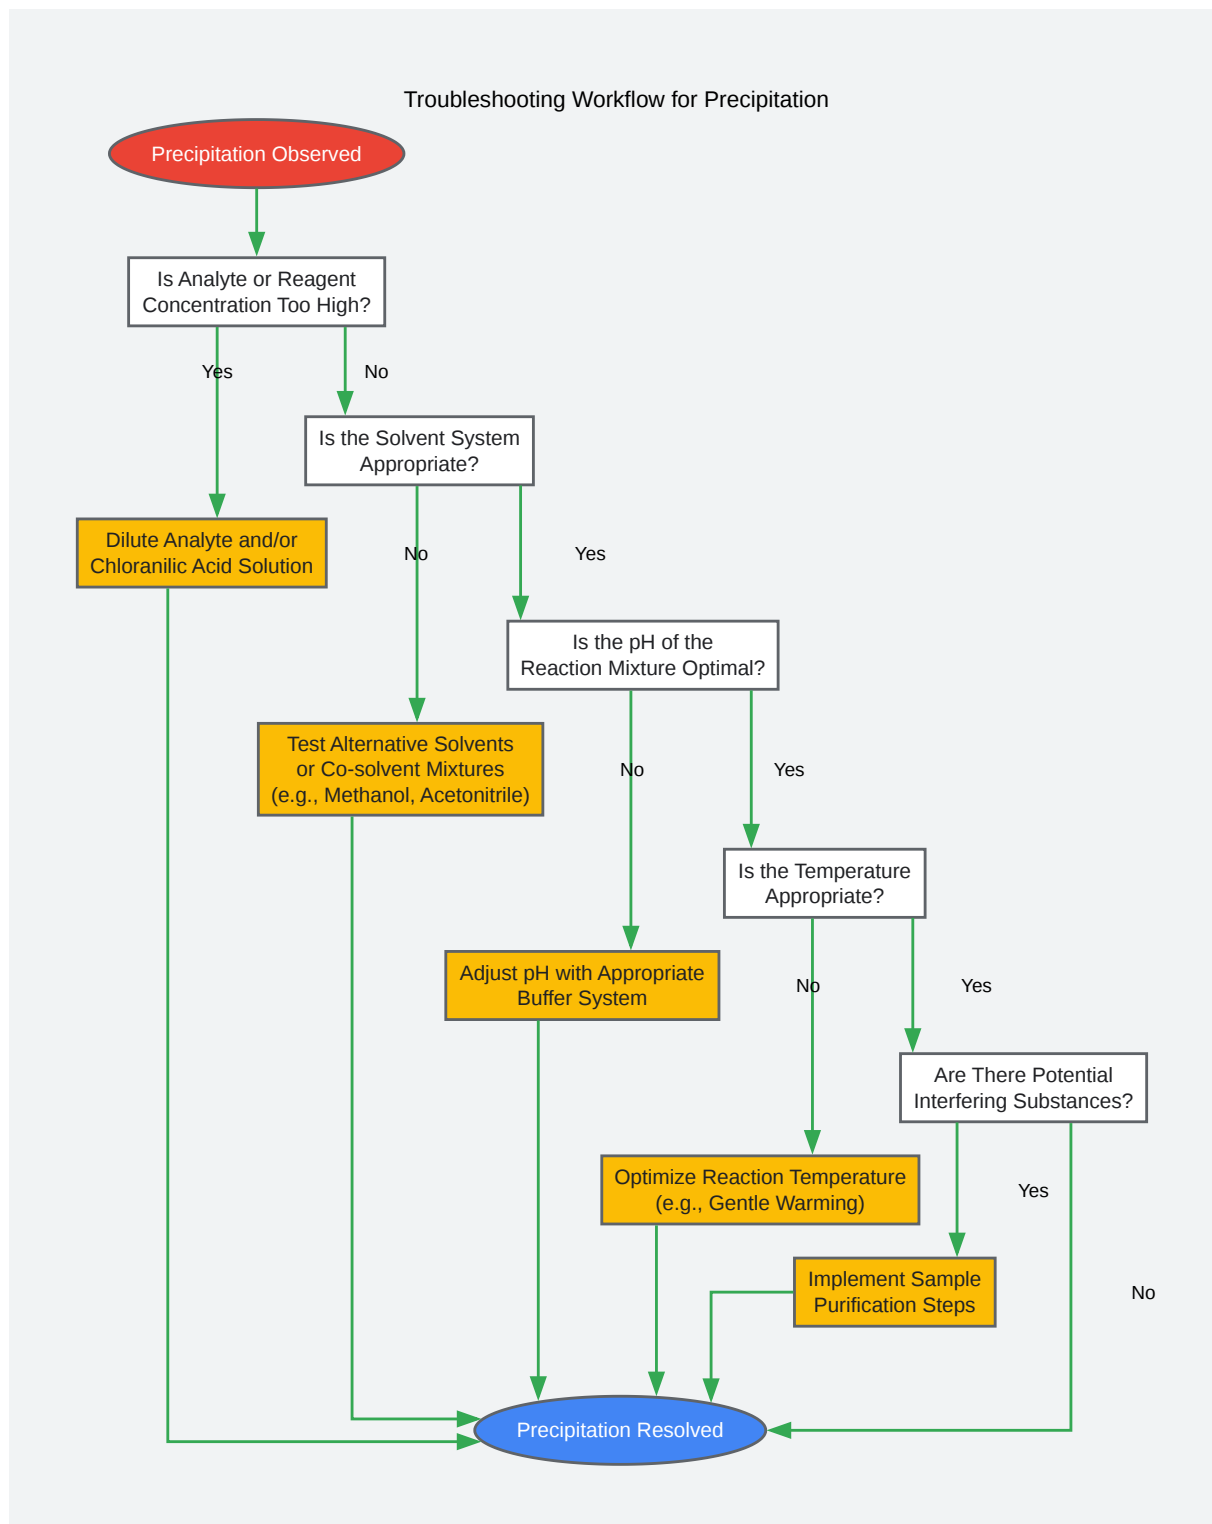 Troubleshooting Workflow for Precipitation
Precipitation Observed
Is Analyte or Reagent
Concentration Too High?
Yes
No
Is the Solvent System
Appropriate?
Dilute Analyte and/or
Chloranilic Acid Solution
No
Yes
Is the pH of the
Reaction Mixture Optimal?
Test Alternative Solvents
or Co-solvent Mixtures
(e.g., Methanol, Acetonitrile)
No
Yes
Is the Temperature
Appropriate?
Adjust pH with Appropriate
Buffer System
No
Yes
Are There Potential
Interfering Substances?
Optimize Reaction Temperature
(e.g., Gentle Warming)
Yes
Implement Sample
Purification Steps
No
Precipitation Resolved